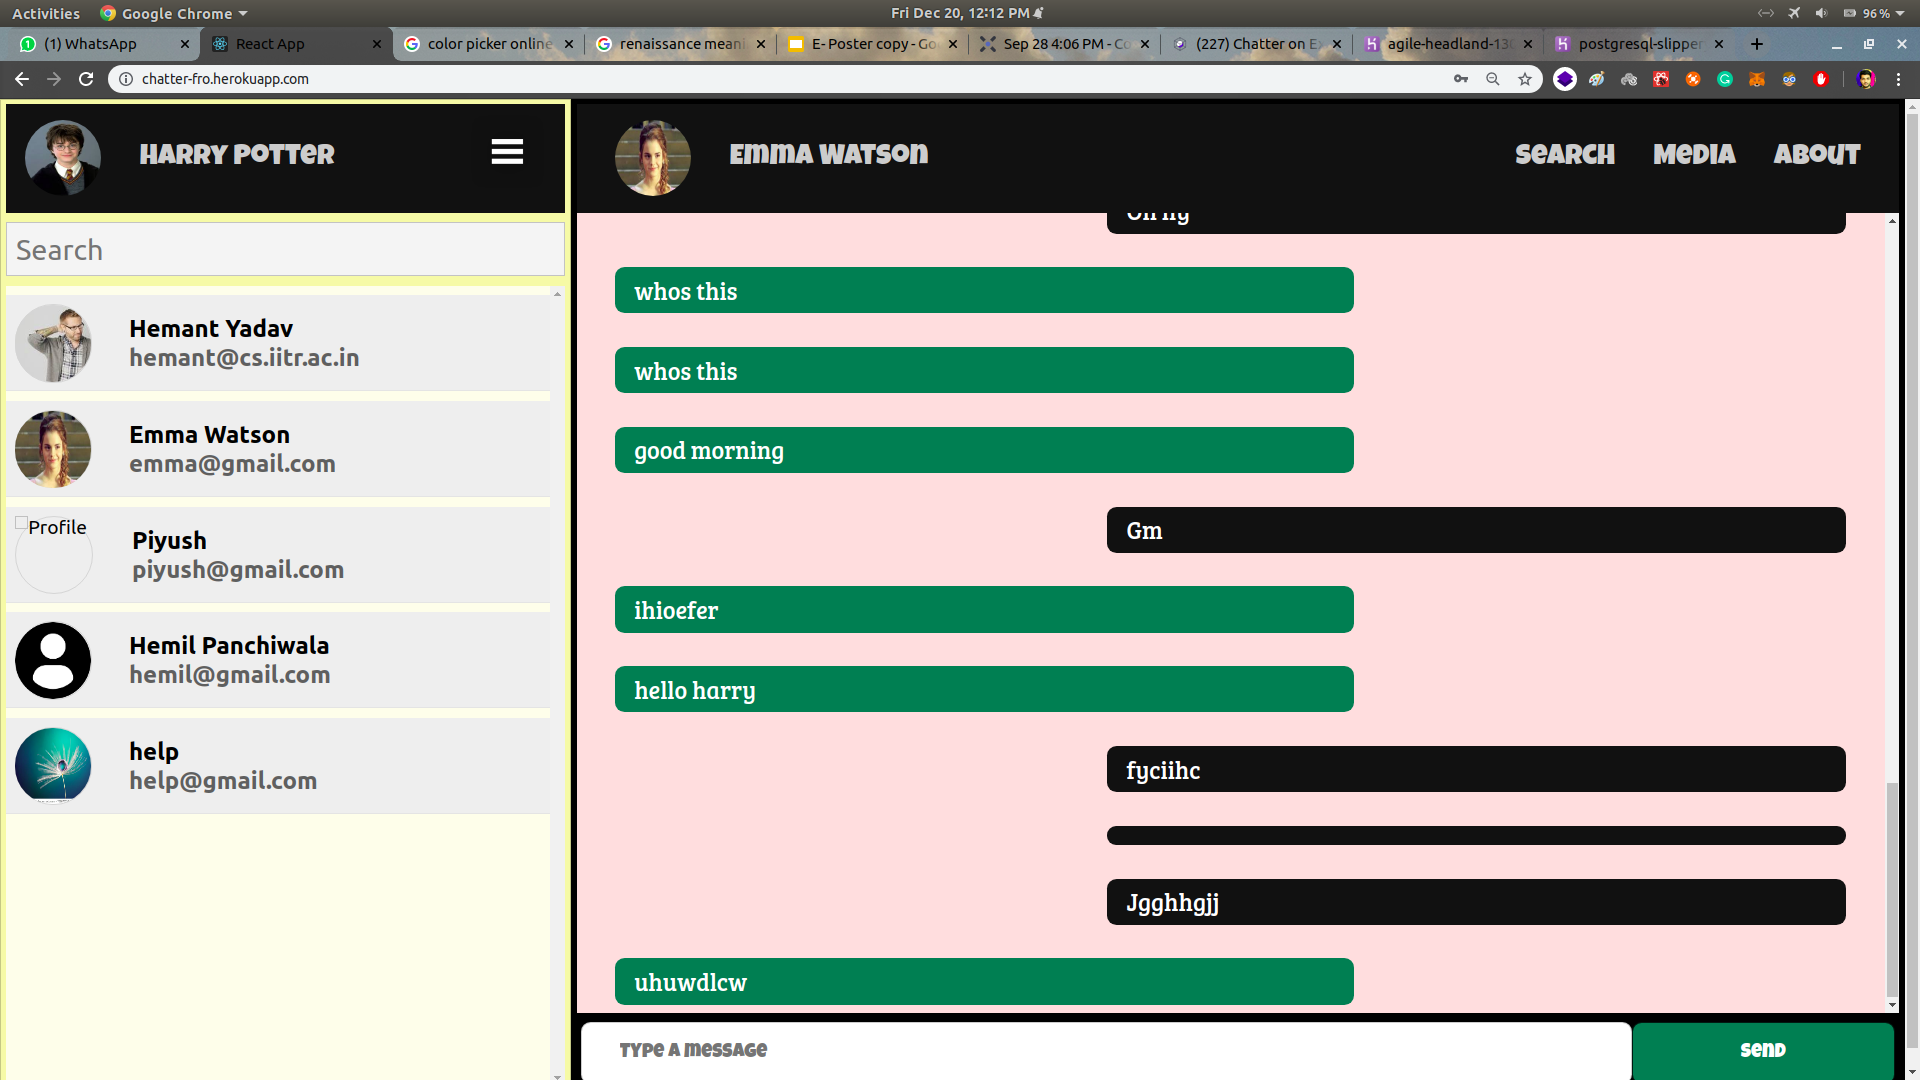 Activities
Google Chrome
Fri Dec 20, 12:12 PM
96 %
(1) WhatsApp
React App
color picker online
renaissance meani
E- Poster copy - Go
Sep 28 4:06 PM - Co
(227) Chatter on E
agile-headland-130
postgresql-slipper
chatter-fro.herokuapp.com
Harry Potter
Emma Watson
Search
Media
About
Search
Hemant Yadav
hemant@cs.iitr.ac.in
Emma Watson
emma@gmail.com
Profile
Piyush
piyush@gmail.com
Hemil Panchiwala
hemil@gmail.com
help
help@gmail.com
whos this
whos this
good morning
Gm
ihioefer
hello harry
fyciihc
Jgghhgjj
uhuwdlcw
Type a message
Send